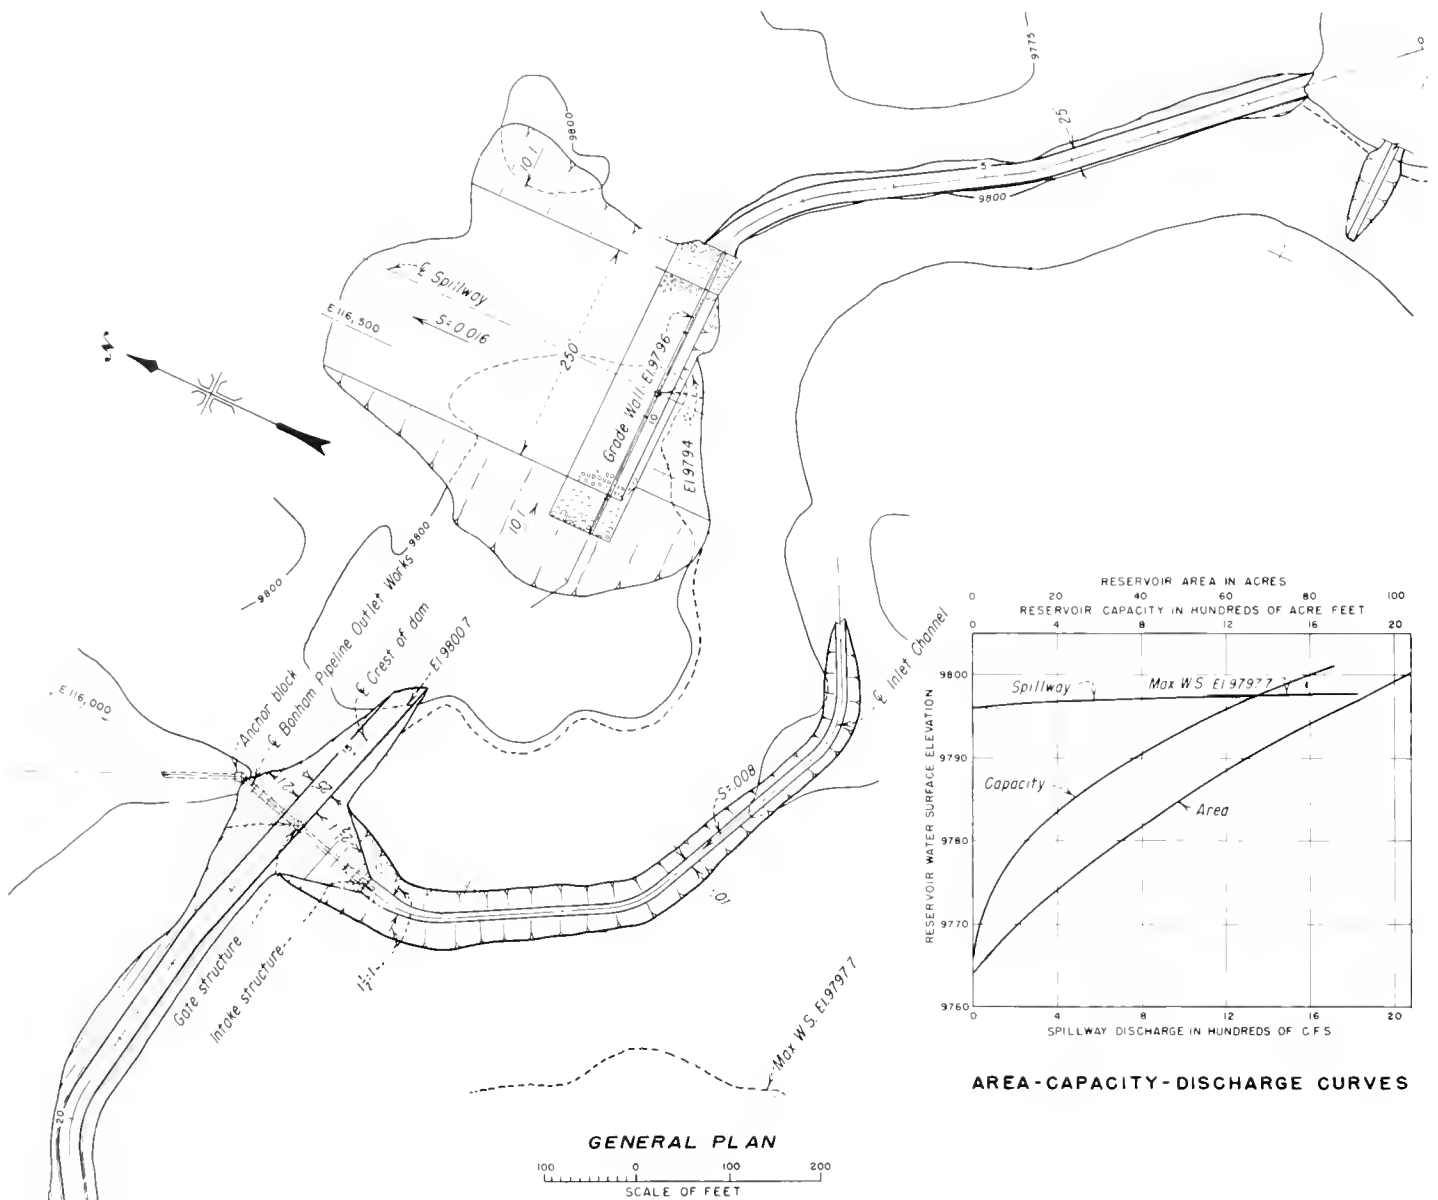 9775
25
9800
10:1
5
9800
℄ Spillway
S=0.016
E 116,500
250'
Grade Wall-El.9796
10
El 9794
10:1
9800
9800
Anchor block
℄ Bonham Pipeline Outlet Works
℄ Crest of dam
El 9800.7
E 116,000
15
2:1
25
S=.008
℄ Inlet Channel
10'
1½:1
Gate structure
Intake structure
20
Max W.S. El.9797.7
GENERAL PLAN
100 0 100 200
SCALE OF FEET
RESERVOIR AREA IN ACRES
0 20 40 60 80 100
RESERVOIR CAPACITY IN HUNDREDS OF ACRE FEET
0 4 8 12 16 20
RESERVOIR WATER SURFACE ELEVATION
9800
9790
9780
9770
9760
Spillway
Max W.S. El 9797.7
Capacity
Area
0 4 8 12 16 20
SPILLWAY DISCHARGE IN HUNDREDS OF C.F.S
AREA-CAPACITY-DISCHARGE CURVES